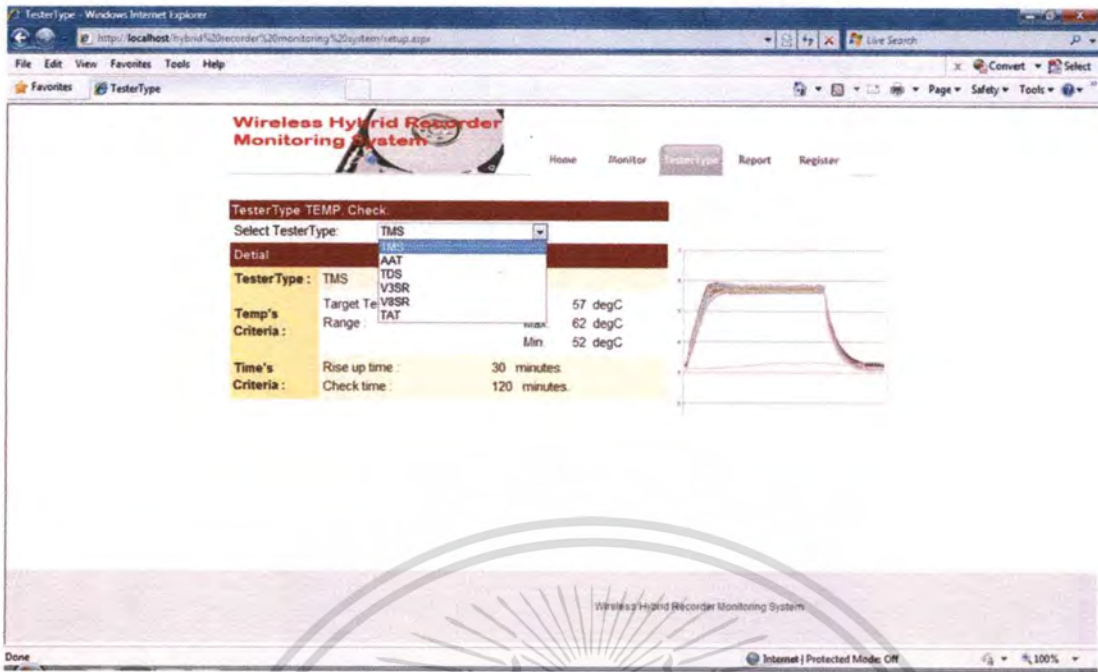 TesterType - Windows Internet Explorer
http://localhost/hybrid%20recorder%20monitoring%20system/setup.aspx
Live Search
File Edit View Favorites Tools Help
Convert Select
Favorites TesterType
Page Safety Tools
Wireless Hybrid Recorder
Monitoring System
Home Monitor TesterType Report Register
TesterType TEMP. Check.
Select TesterType: TMS
TMS
AAT
TDS
V3SR
V8SR
TAT
Detial
TesterType : TMS
Temp's Criteria :
Target Te 57 degC
Range : Max 62 degC
Min 52 degC
Time's Criteria :
Rise up time : 30 minutes.
Check time : 120 minutes.
Wireless Hybrid Recorder Monitoring System
Done
Internet | Protected Mode: Off
100%